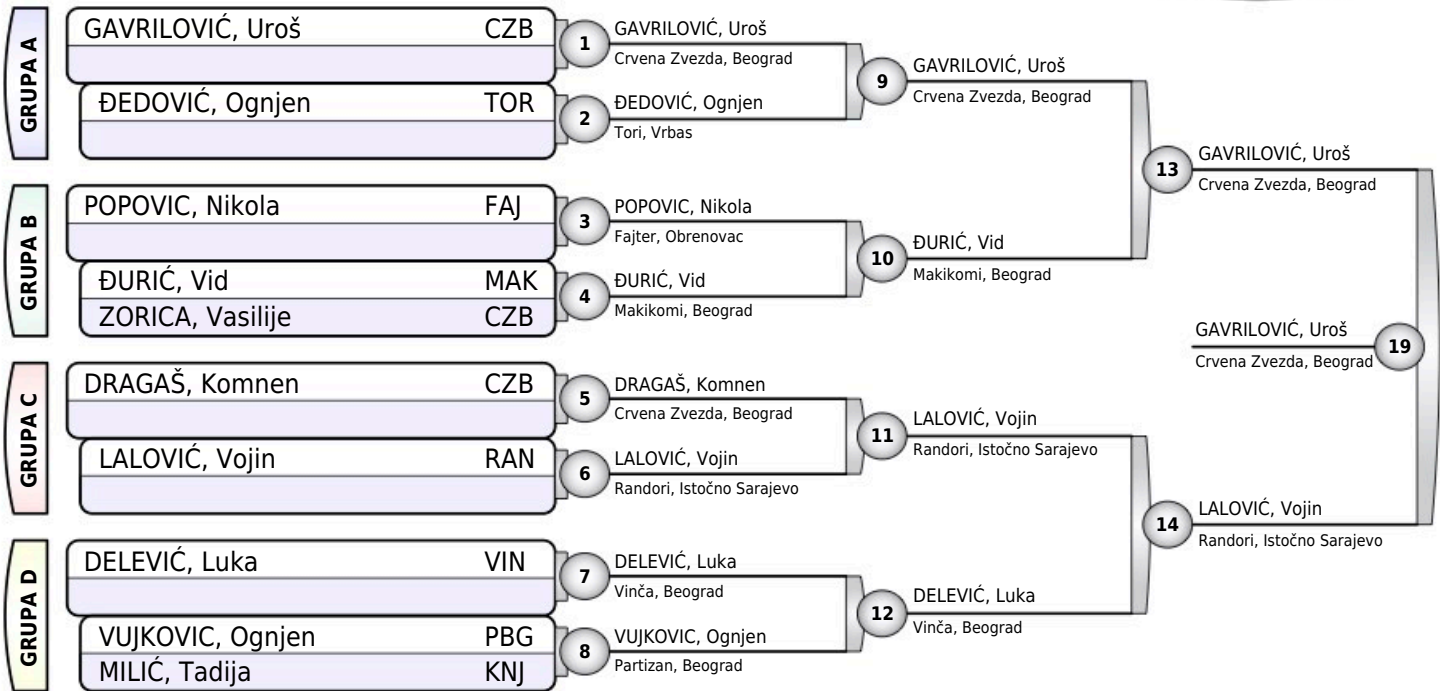 GRUPA A
GAVRILOVIĆ, Uroš CZB
ĐEDOVIĆ, Ognjen TOR
GRUPA B
POPOVIC, Nikola FAJ
ĐURIĆ, Vid MAK
ZORICA, Vasilije CZB
GRUPA C
DRAGAŠ, Komnen CZB
LALOVIĆ, Vojin RAN
GRUPA D
DELEVIĆ, Luka VIN
VUJKOVIC, Ognjen PBG
MILIĆ, Tadija KNJ
1
GAVRILOVIĆ, Uroš
Crvena Zvezda, Beograd
2
ĐEDOVIĆ, Ognjen
Tori, Vrbas
3
POPOVIC, Nikola
Fajter, Obrenovac
4
ĐURIĆ, Vid
Makikomi, Beograd
5
DRAGAŠ, Komnen
Crvena Zvezda, Beograd
6
LALOVIĆ, Vojin
Randori, Istočno Sarajevo
7
DELEVIĆ, Luka
Vinča, Beograd
8
VUJKOVIC, Ognjen
Partizan, Beograd
9
GAVRILOVIĆ, Uroš
Crvena Zvezda, Beograd
10
ĐURIĆ, Vid
Makikomi, Beograd
11
LALOVIĆ, Vojin
Randori, Istočno Sarajevo
12
DELEVIĆ, Luka
Vinča, Beograd
13
GAVRILOVIĆ, Uroš
Crvena Zvezda, Beograd
14
LALOVIĆ, Vojin
Randori, Istočno Sarajevo
GAVRILOVIĆ, Uroš
Crvena Zvezda, Beograd
19